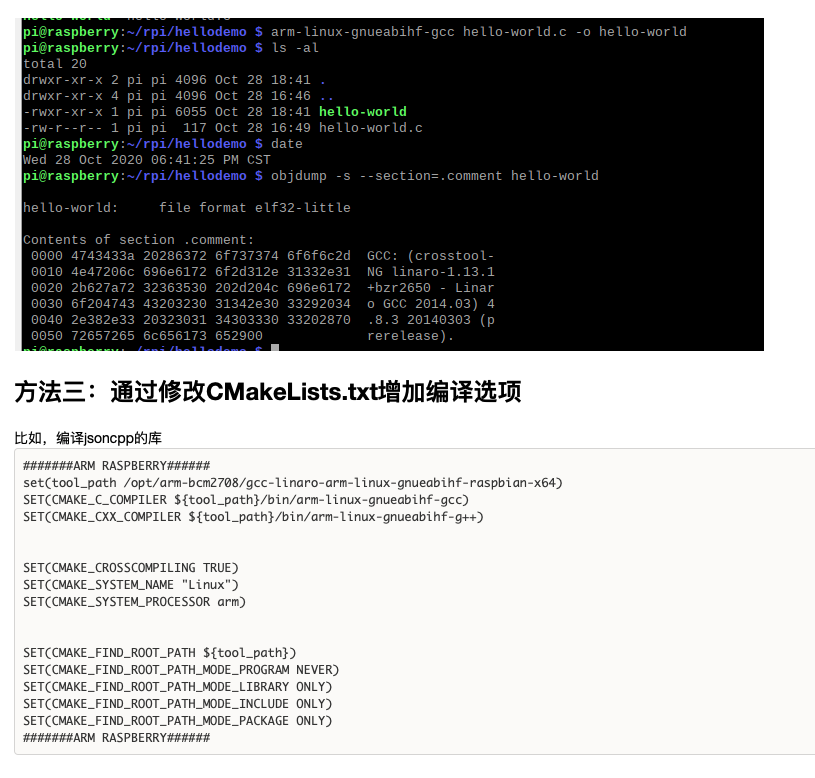 pi@raspberry:~/rpi/hellodemo $ arm-linux-gnueabihf-gcc hello-world.c -o hello-world
pi@raspberry:~/rpi/hellodemo $ ls -al
total 20
drwxr-xr-x 2 pi pi 4096 Oct 28 18:41 .
drwxr-xr-x 4 pi pi 4096 Oct 28 16:46 ..
-rwxr-xr-x 1 pi pi 6055 Oct 28 18:41 hello-world
-rw-r--r-- 1 pi pi  117 Oct 28 16:49 hello-world.c
pi@raspberry:~/rpi/hellodemo $ date
Wed 28 Oct 2020 06:41:25 PM CST
pi@raspberry:~/rpi/hellodemo $ objdump -s --section=.comment hello-world
hello-world:     file format elf32-little
Contents of section .comment:
 0000 4743433a 20286372 6f737374 6f6f6c2d  GCC: (crosstool-
 0010 4e47206c 696e6172 6f2d312e 31332e31  NG linaro-1.13.1
 0020 2b627a72 32363530 202d204c 696e6172  +bzr2650 - Linar
 0030 6f204743 43203230 31342e30 33292034  o GCC 2014.03) 4
 0040 2e382e33 20323031 34303330 33202870  .8.3 20140303 (p
 0050 72657265 6c656173 652900             rerelease).
pi@raspberry:~/rpi/hellodemo $
方法三：通过修改CMakeLists.txt增加编译选项
比如，编译jsoncpp的库
#######ARM RASPBERRY######
set(tool_path /opt/arm-bcm2708/gcc-linaro-arm-linux-gnueabihf-raspbian-x64)
SET(CMAKE_C_COMPILER ${tool_path}/bin/arm-linux-gnueabihf-gcc)
SET(CMAKE_CXX_COMPILER ${tool_path}/bin/arm-linux-gnueabihf-g++)
SET(CMAKE_CROSSCOMPILING TRUE)
SET(CMAKE_SYSTEM_NAME "Linux")
SET(CMAKE_SYSTEM_PROCESSOR arm)
SET(CMAKE_FIND_ROOT_PATH ${tool_path})
SET(CMAKE_FIND_ROOT_PATH_MODE_PROGRAM NEVER)
SET(CMAKE_FIND_ROOT_PATH_MODE_LIBRARY ONLY)
SET(CMAKE_FIND_ROOT_PATH_MODE_INCLUDE ONLY)
SET(CMAKE_FIND_ROOT_PATH_MODE_PACKAGE ONLY)
#######ARM RASPBERRY######